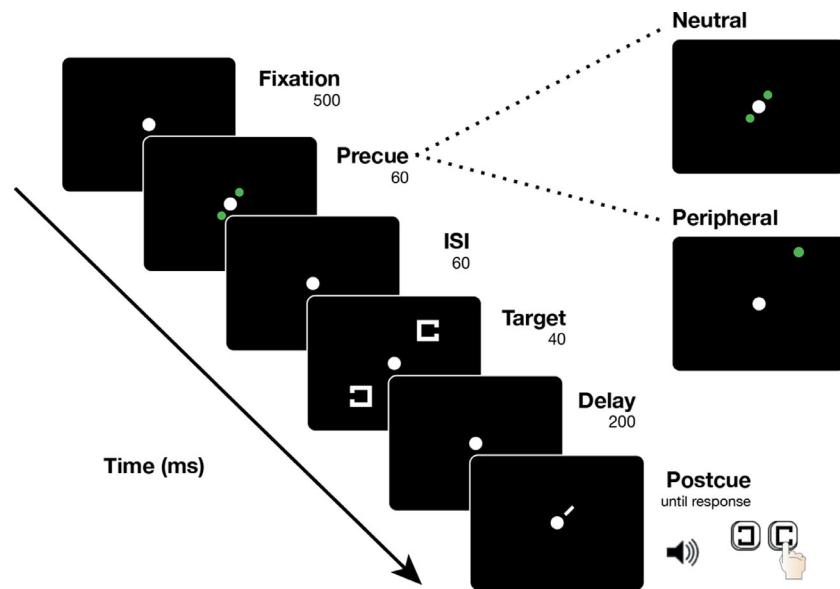 Neutral
Fixation
500
Precue
60
Peripheral
ISI
60
Target
40
Delay
200
Time (ms)
Postcue
until response